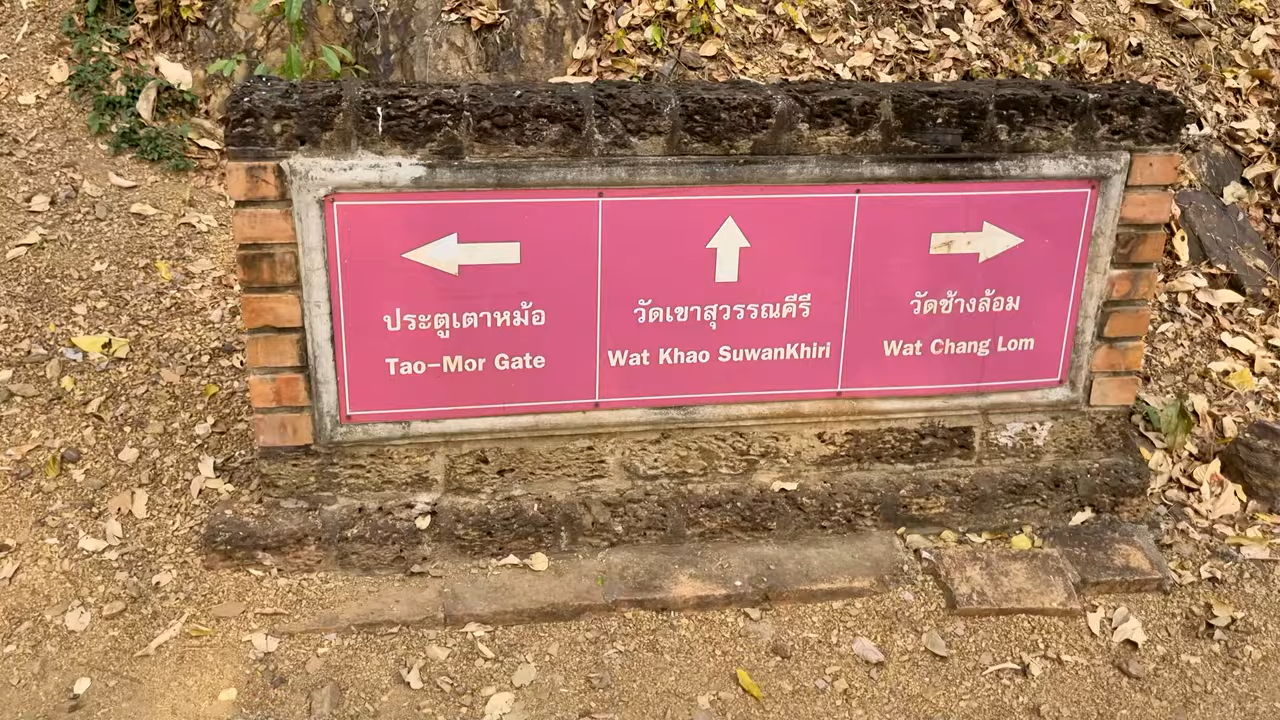 ประตูเตาหม้อ
Tao-Mor Gate
วัดเขาสุวรรณคีรี
Wat Khao SuwanKhiri
วัดช้างล้อม
Wat Chang Lom